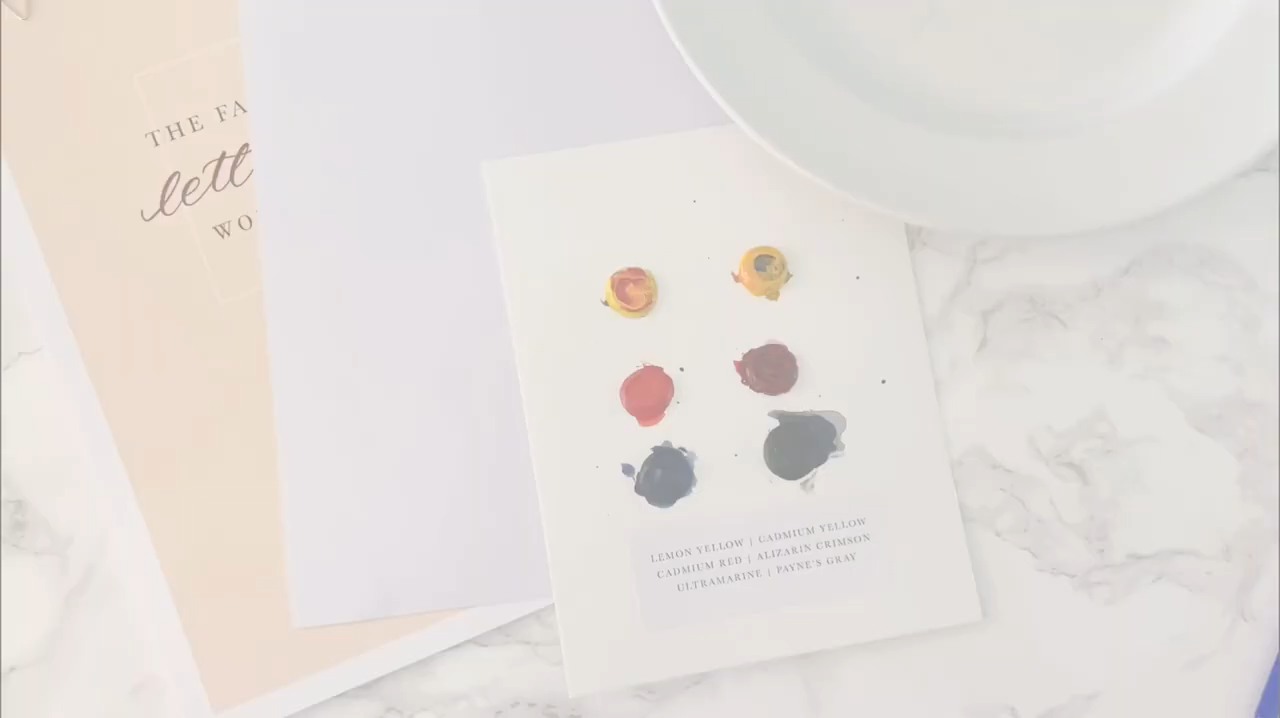 THE FA
lett
WO
LEMON YELLOW | CADMIUM YELLOW
CADMIUM RED | ALIZARIN CRIMSON
ULTRAMARINE | PAYNE'S GRAY